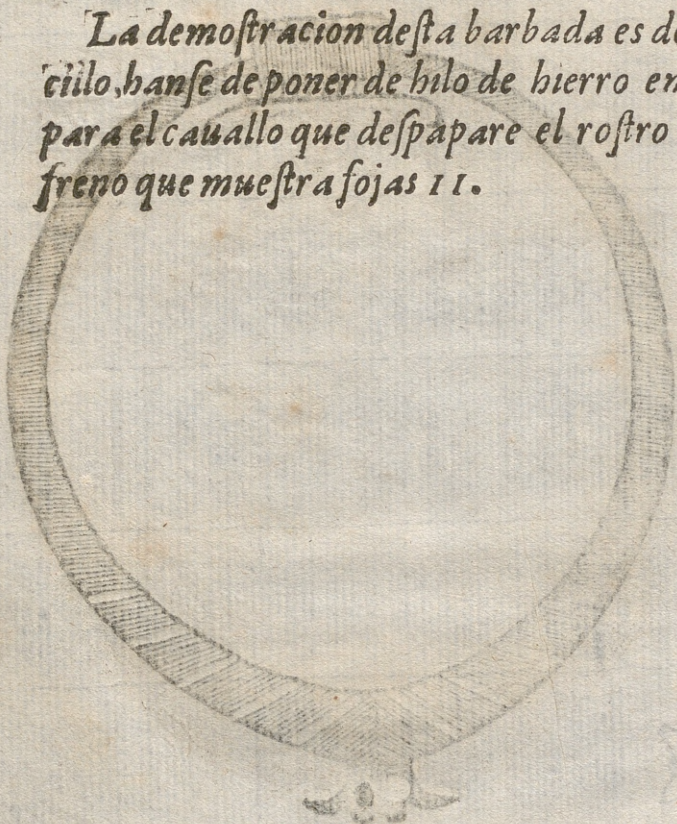 La demoſtracion deſta barbada es de
cillo, hanſe de poner de hilo de hierro en
para el cauallo que deſpapare el roſtro
freno que mueſtra fojas 11.